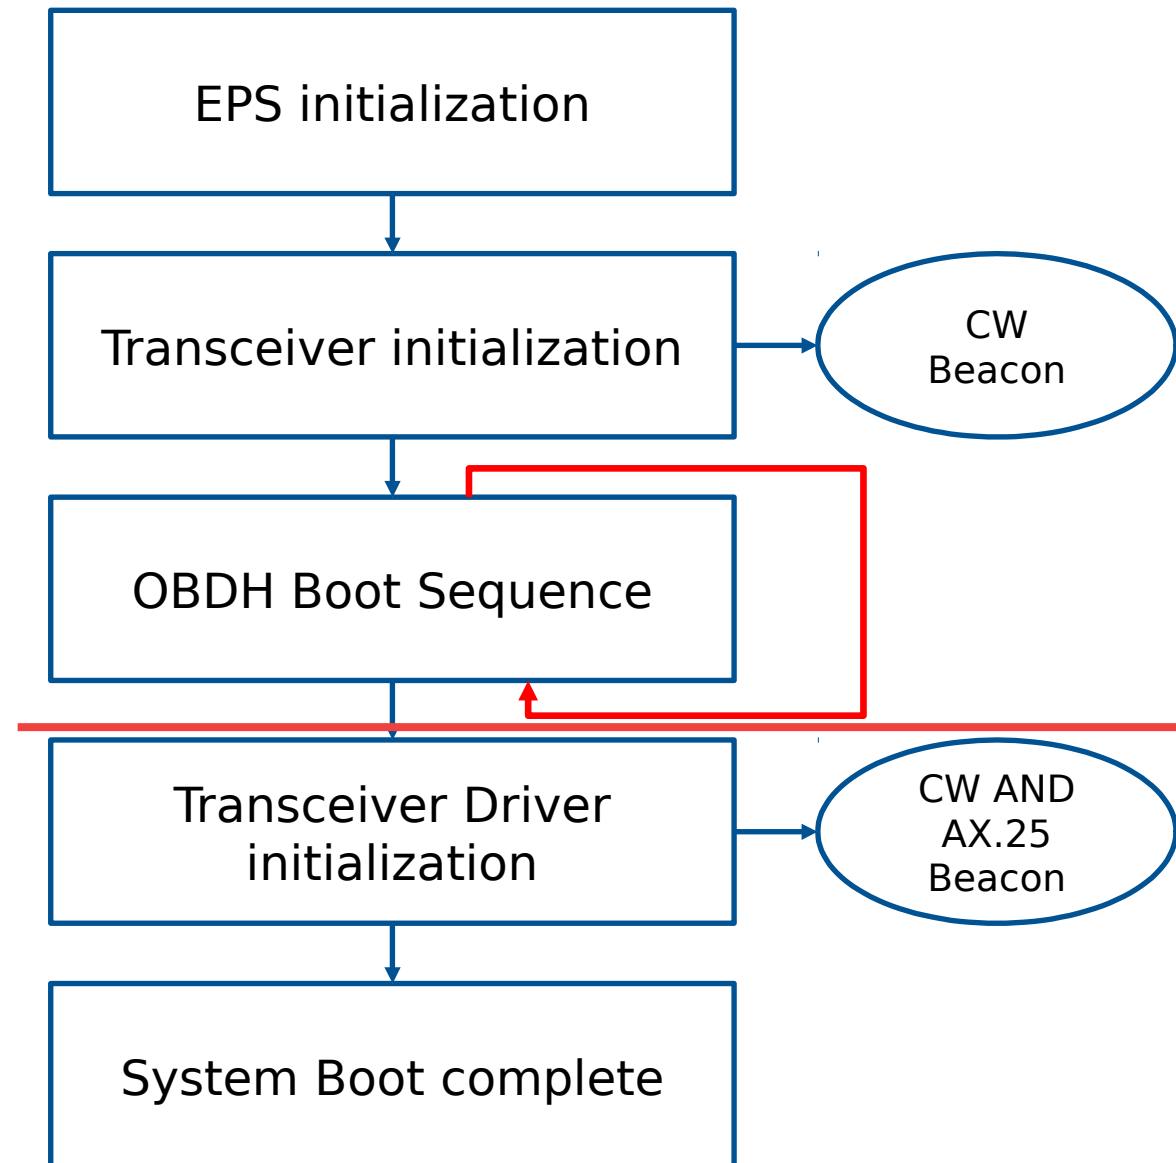 EPS initialization
Transceiver initialization
CW
Beacon
OBDH Boot Sequence
Transceiver Driver
initialization
CW AND
AX.25
Beacon
System Boot complete